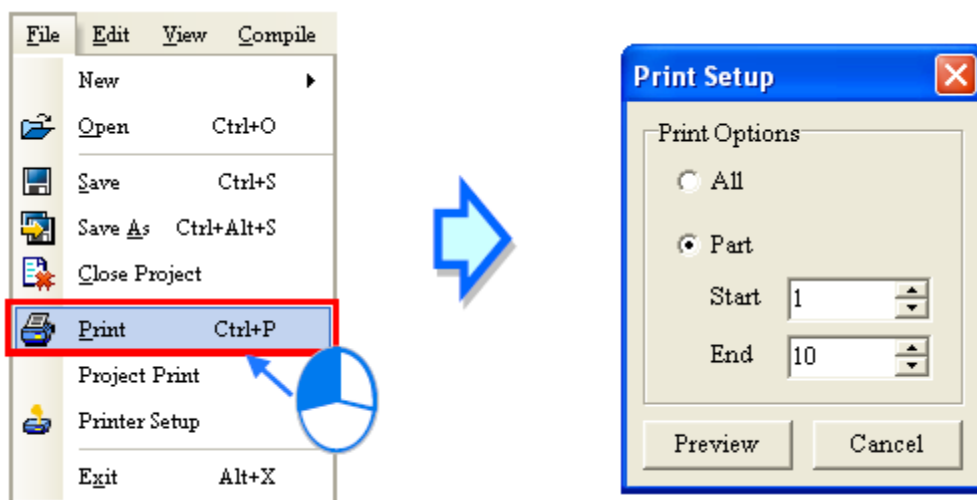 File Edit View Compile
New
Open Ctrl+O
Save Ctrl+S
Save As Ctrl+Alt+S
Close Project
Print Ctrl+P
Project Print
Printer Setup
Exit Alt+X
Print Setup
Print Options
All
Part
Start 1
End 10
Preview Cancel